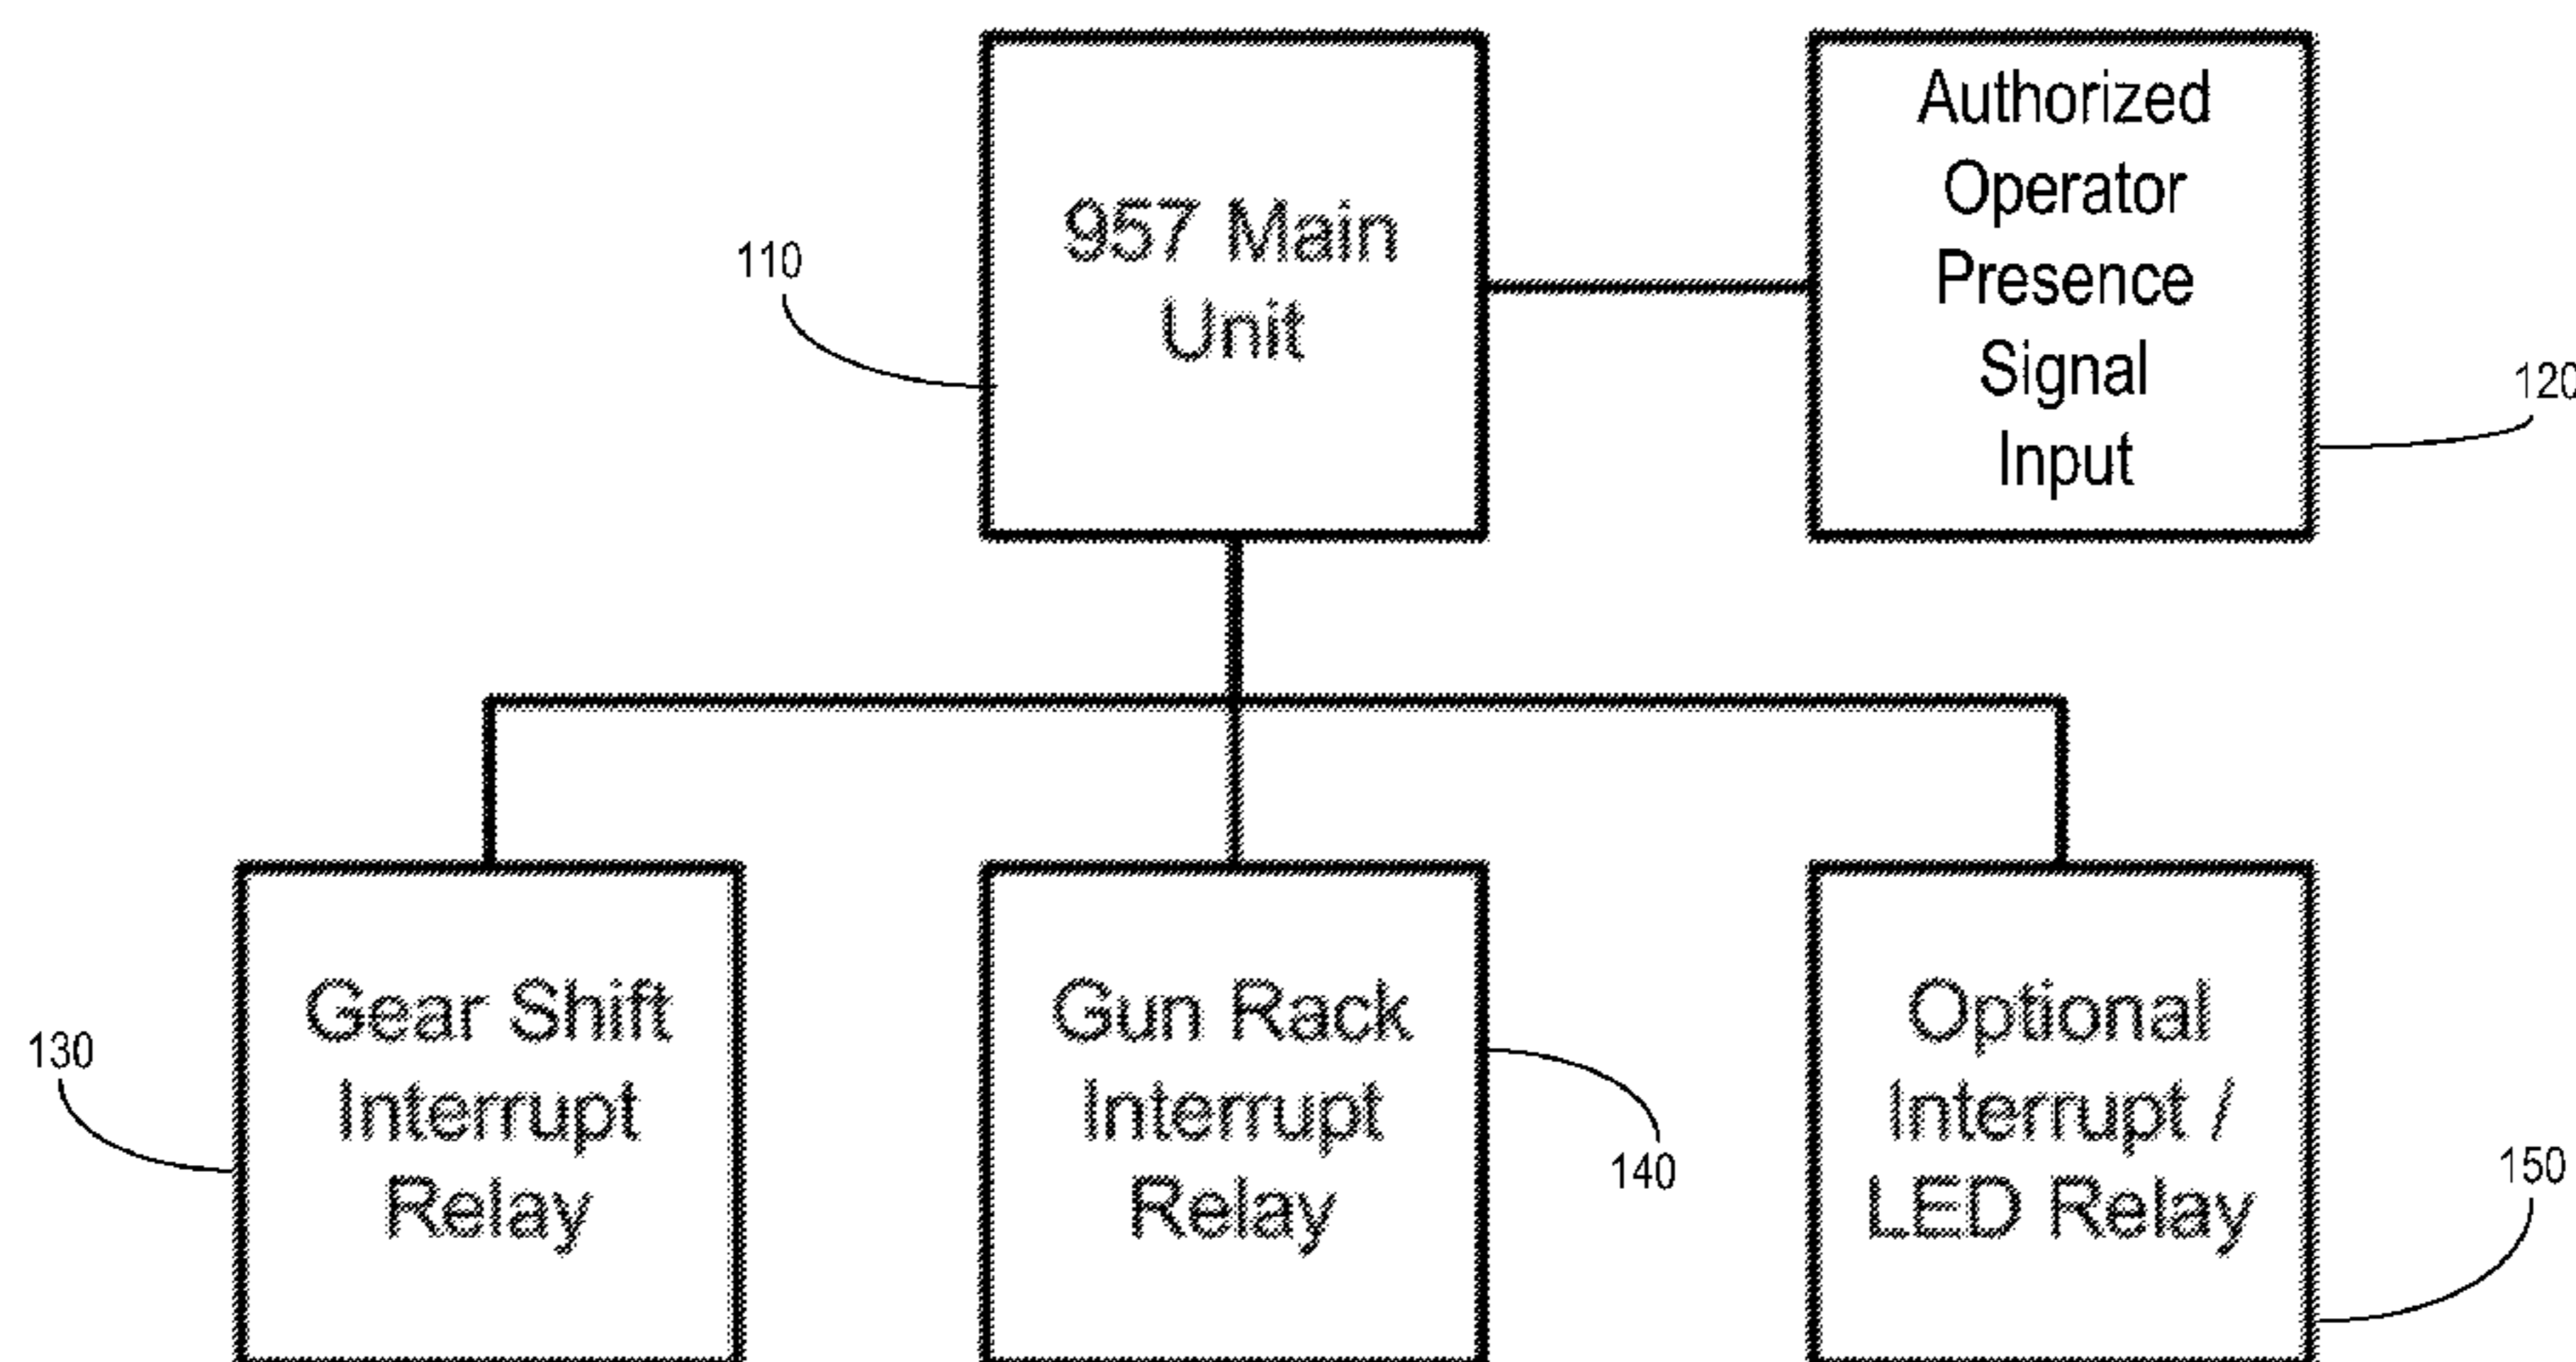 957 Main
Unit
110
Authorized
Operator
Presence
Signal
Input
120
Gear Shift
Interrupt
Relay
130
Gun Rack
Interrupt
Relay
140
Optional
Interrupt /
LED Relay
150